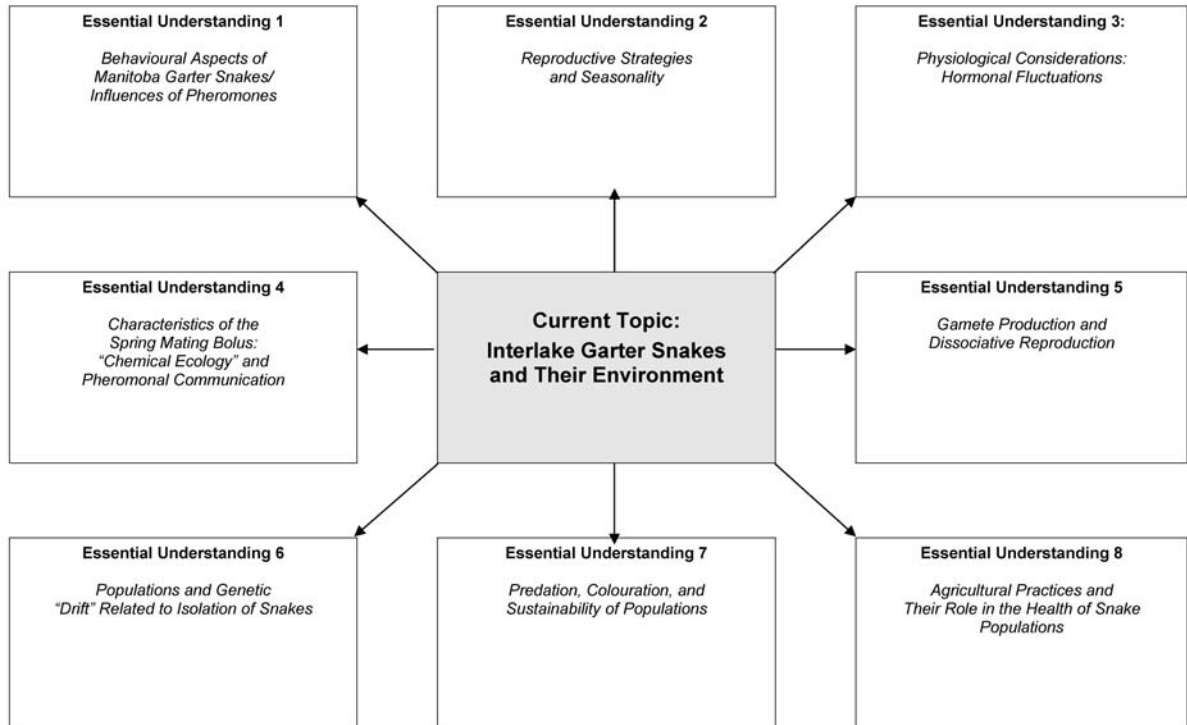 Essential Understanding 1
Behavioural Aspects of
Manitoba Garter Snakes/
Influences of Pheromones
Essential Understanding 2
Reproductive Strategies
and Seasonality
Essential Understanding 3:
Physiological Considerations:
Hormonal Fluctuations
Essential Understanding 4
Characteristics of the
Spring Mating Bolus:
“Chemical Ecology” and
Pheromonal Communication
Current Topic:
Interlake Garter Snakes
and Their Environment
Essential Understanding 5
Gamete Production and
Dissociative Reproduction
Essential Understanding 6
Populations and Genetic
“Drift” Related to Isolation of Snakes
Essential Understanding 7
Predation, Colouration, and
Sustainability of Populations
Essential Understanding 8
Agricultural Practices and
Their Role in the Health of Snake
Populations